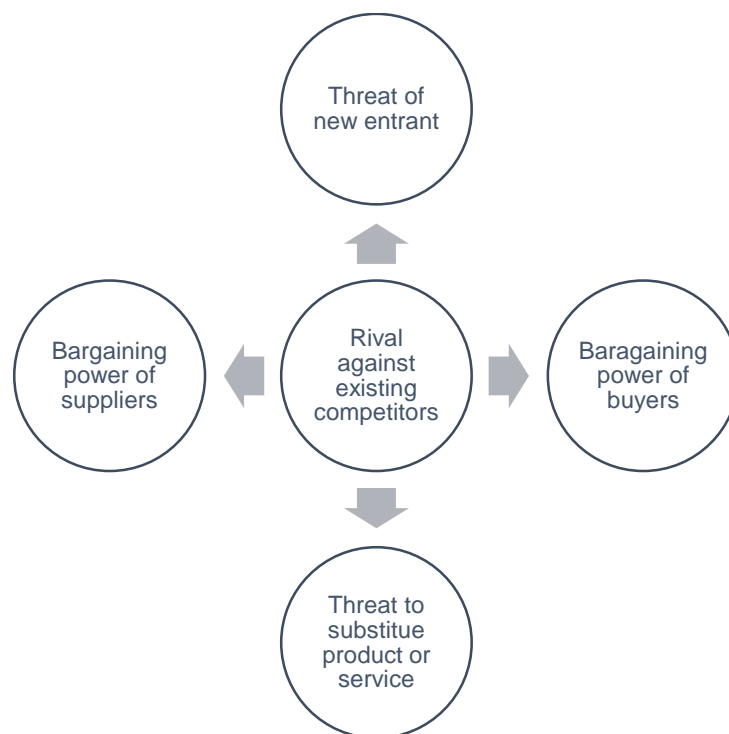 Threat of
new entrant
Bargaining
power of
suppliers
Rival
against
existing
competitors
Baragaining
power of
buyers
Threat to
substitue
product or
service